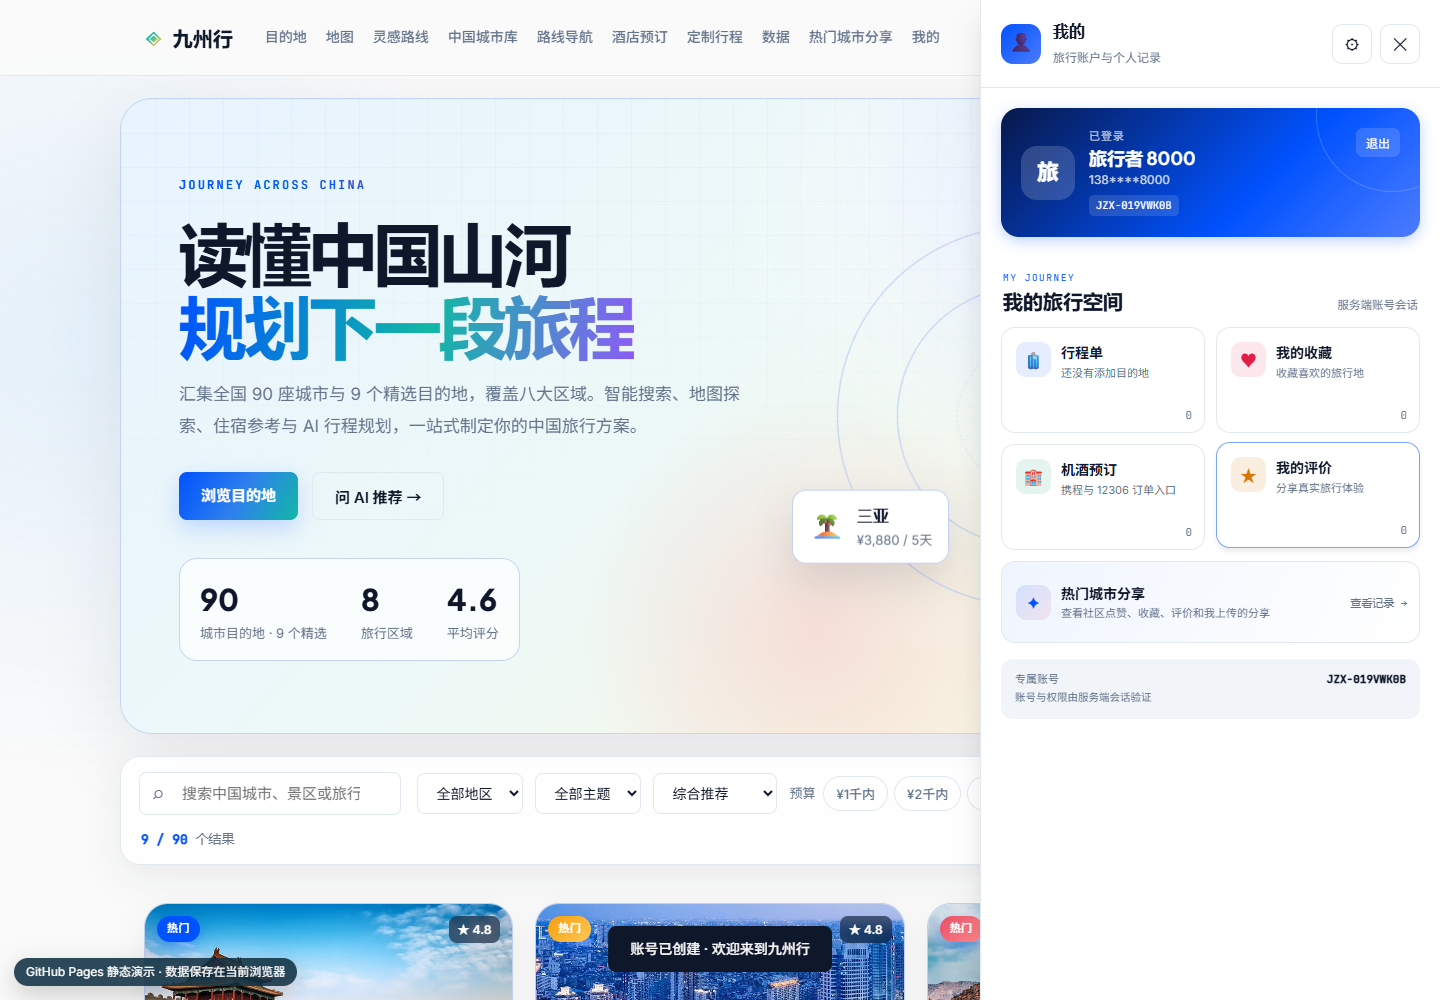 九州行
目的地 地图 灵感路线 中国城市库 路线导航 酒店预订 定制行程 数据 热门城市分享 我的
JOURNEY ACROSS CHINA
读懂中国山河
规划下一段旅程
汇集全国 90 座城市与 9 个精选目的地，覆盖八大区域。智能搜索、地图探
索、住宿参考与 AI 行程规划，一站式制定你的中国旅行方案。
浏览目的地
问 AI 推荐 →
三亚
¥3,880 / 5天
90
城市目的地 · 9 个精选
8
旅行区域
4.6
平均评分
搜索中国城市、景区或旅行
全部地区
全部主题
综合推荐
预算
¥1千内
¥2千内
9 / 90 个结果
热门
★ 4.8
热门
★ 4.8
热门
账号已创建 · 欢迎来到九州行
GitHub Pages 静态演示 · 数据保存在当前浏览器
我的
旅行账户与个人记录
旅
已登录
旅行者 8000
138****8000
JZX-019VWK0B
退出
MY JOURNEY
我的旅行空间
服务端账号会话
行程单
还没有添加目的地
0
我的收藏
收藏喜欢的旅行地
0
机酒预订
携程与 12306 订单入口
0
我的评价
分享真实旅行体验
0
热门城市分享
查看社区点赞、收藏、评价和我上传的分享
查看记录 →
专属账号
JZX-019VWK0B
账号与权限由服务端会话验证